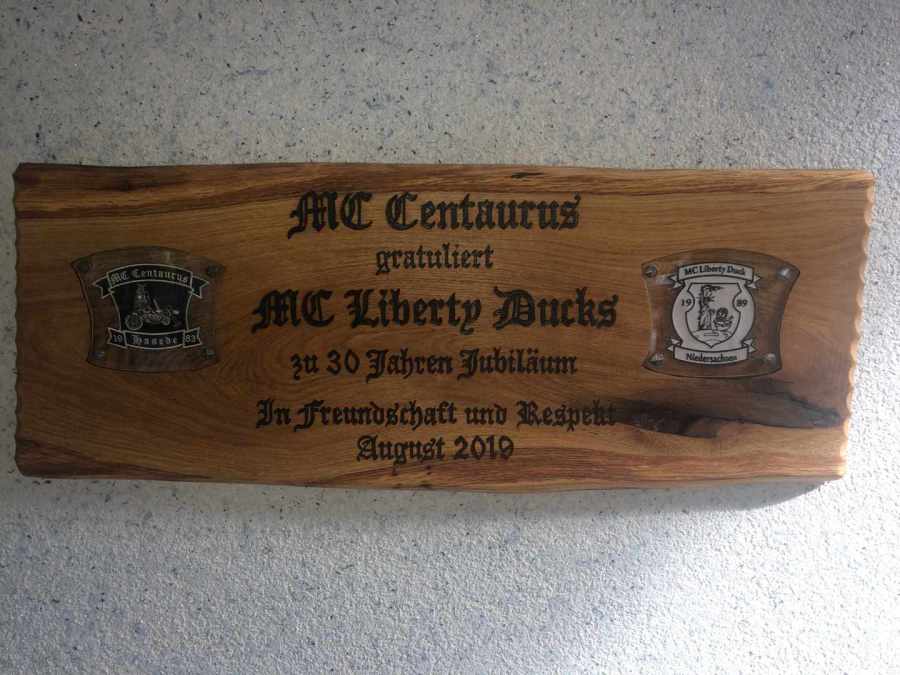 MC Centaurus
gratuliert
MC Liberty Ducks
zu 30 Jahren Jubiläum
In Freundschaft und Respekt
August 2019
MC Centaurus
19 83
Hasede
MC Liberty Duck
19 89
Niedersachsen